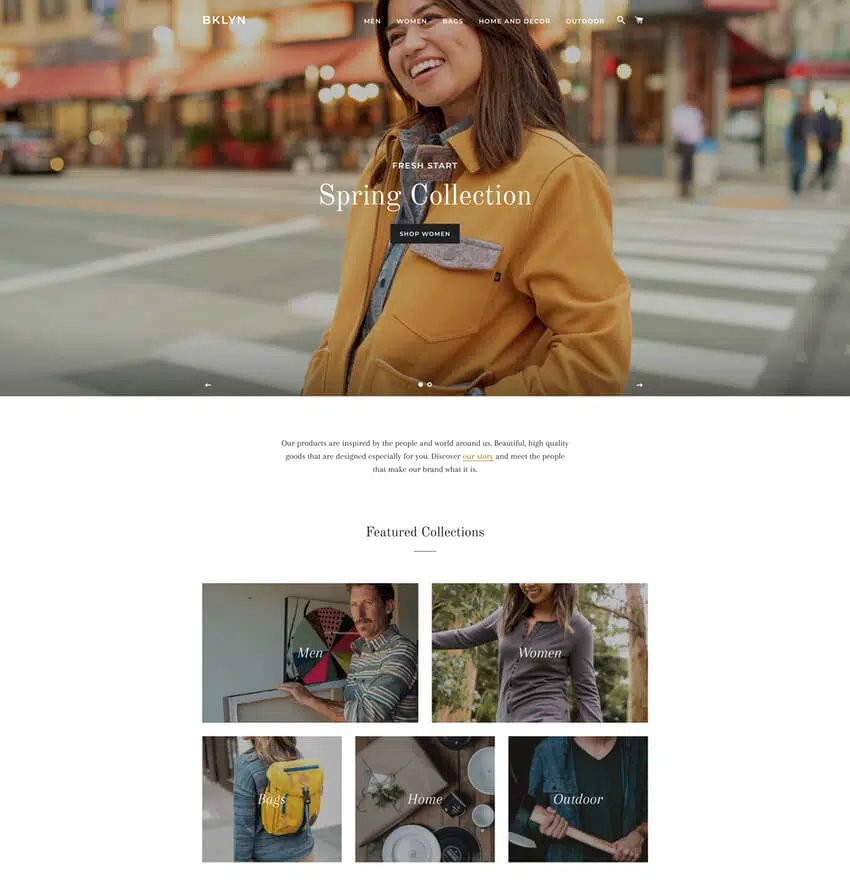 BKLYN
MEN WOMEN BAGS HOME AND DECOR OUTDOOR
FRESH START
Spring Collection
SHOP WOMEN
Our products are inspired by the people and world around us. Beautiful, high quality
goods that are designed especially for you. Discover our story and meet the people
that make our brand what it is.
Featured Collections
Men
Women
Bags
Home
Outdoor